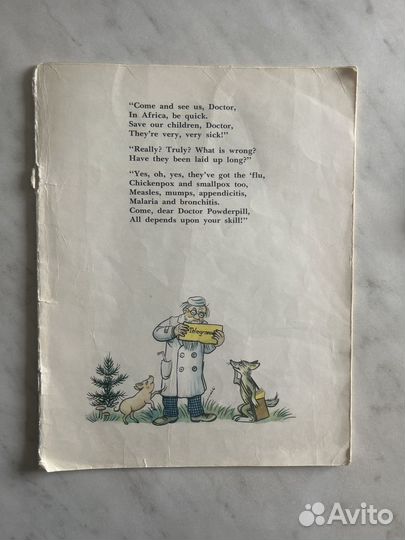 "Come and see us, Doctor,
In Africa, be quick.
Save our children, Doctor,
They're very, very sick!"
"Really? Truly? What is wrong?
Have they been laid up long?"
"Yes, oh, yes, they've got the 'flu,
Chickenpox and smallpox too,
Measles, mumps, appendicitis,
Malaria and bronchitis.
Come, dear Doctor Powderpill,
All depends upon your skill!"
Telegramme
Avito